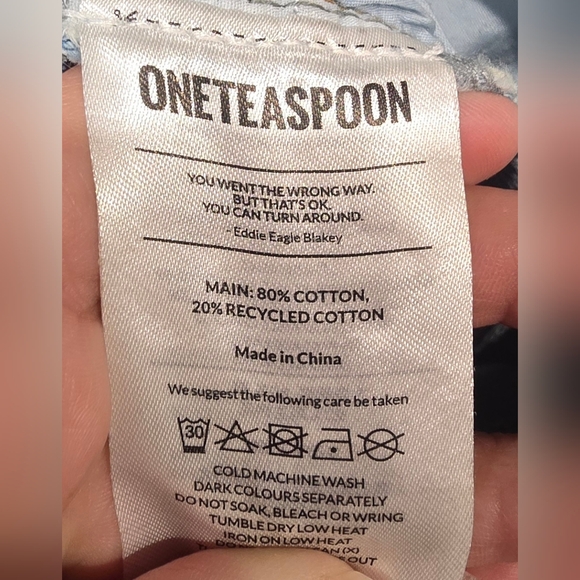 ONETEASPOON
YOU WENT THE WRONG WAY.
BUT THAT'S OK.
YOU CAN TURN AROUND.
- Eddie Eagle Blakey
MAIN: 80% COTTON,
20% RECYCLED COTTON
Made in China
We suggest the following care be taken
30
COLD MACHINE WASH
DARK COLOURS SEPARATELY
DO NOT SOAK, BLEACH OR WRING
TUMBLE DRY LOW HEAT
IRON ON LOW HEAT
(X)
OUT